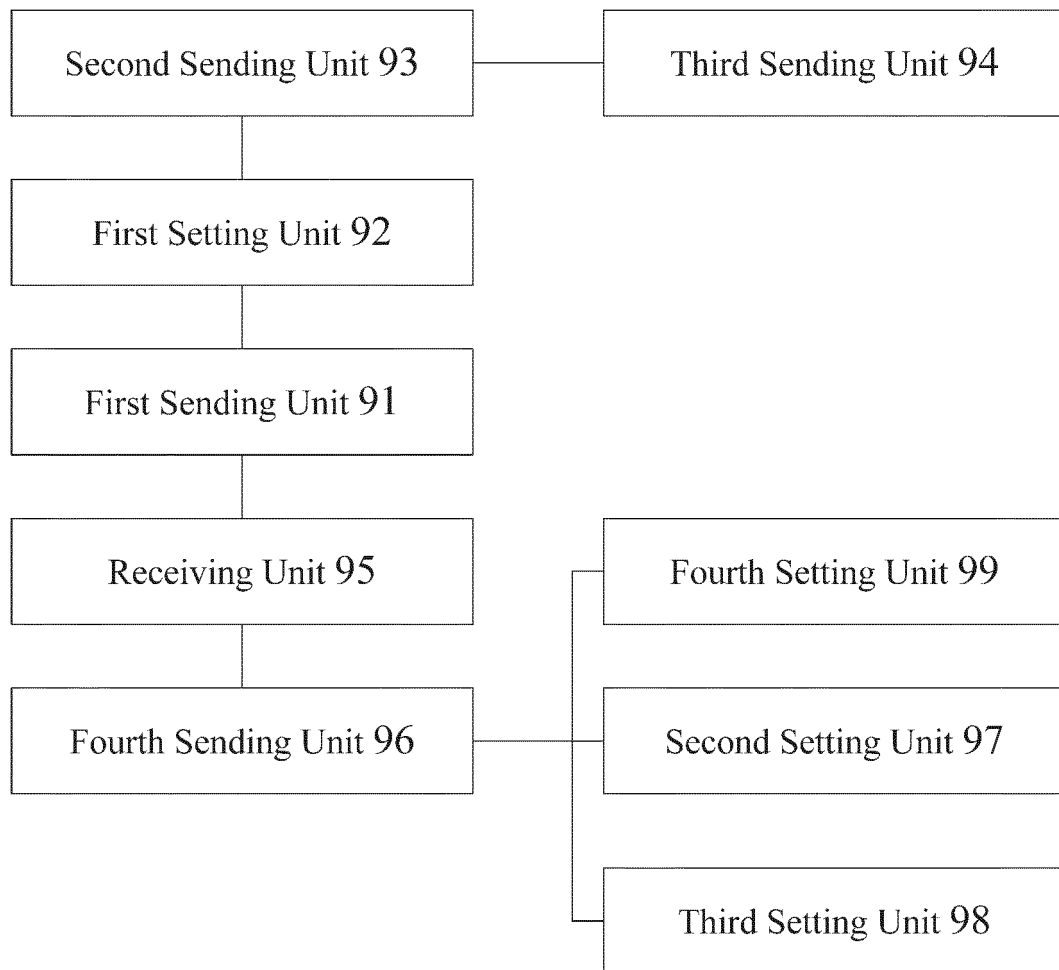 Second Sending Unit 93
Third Sending Unit 94
First Setting Unit 92
First Sending Unit 91
Receiving Unit 95
Fourth Setting Unit 99
Fourth Sending Unit 96
Second Setting Unit 97
Third Setting Unit 98